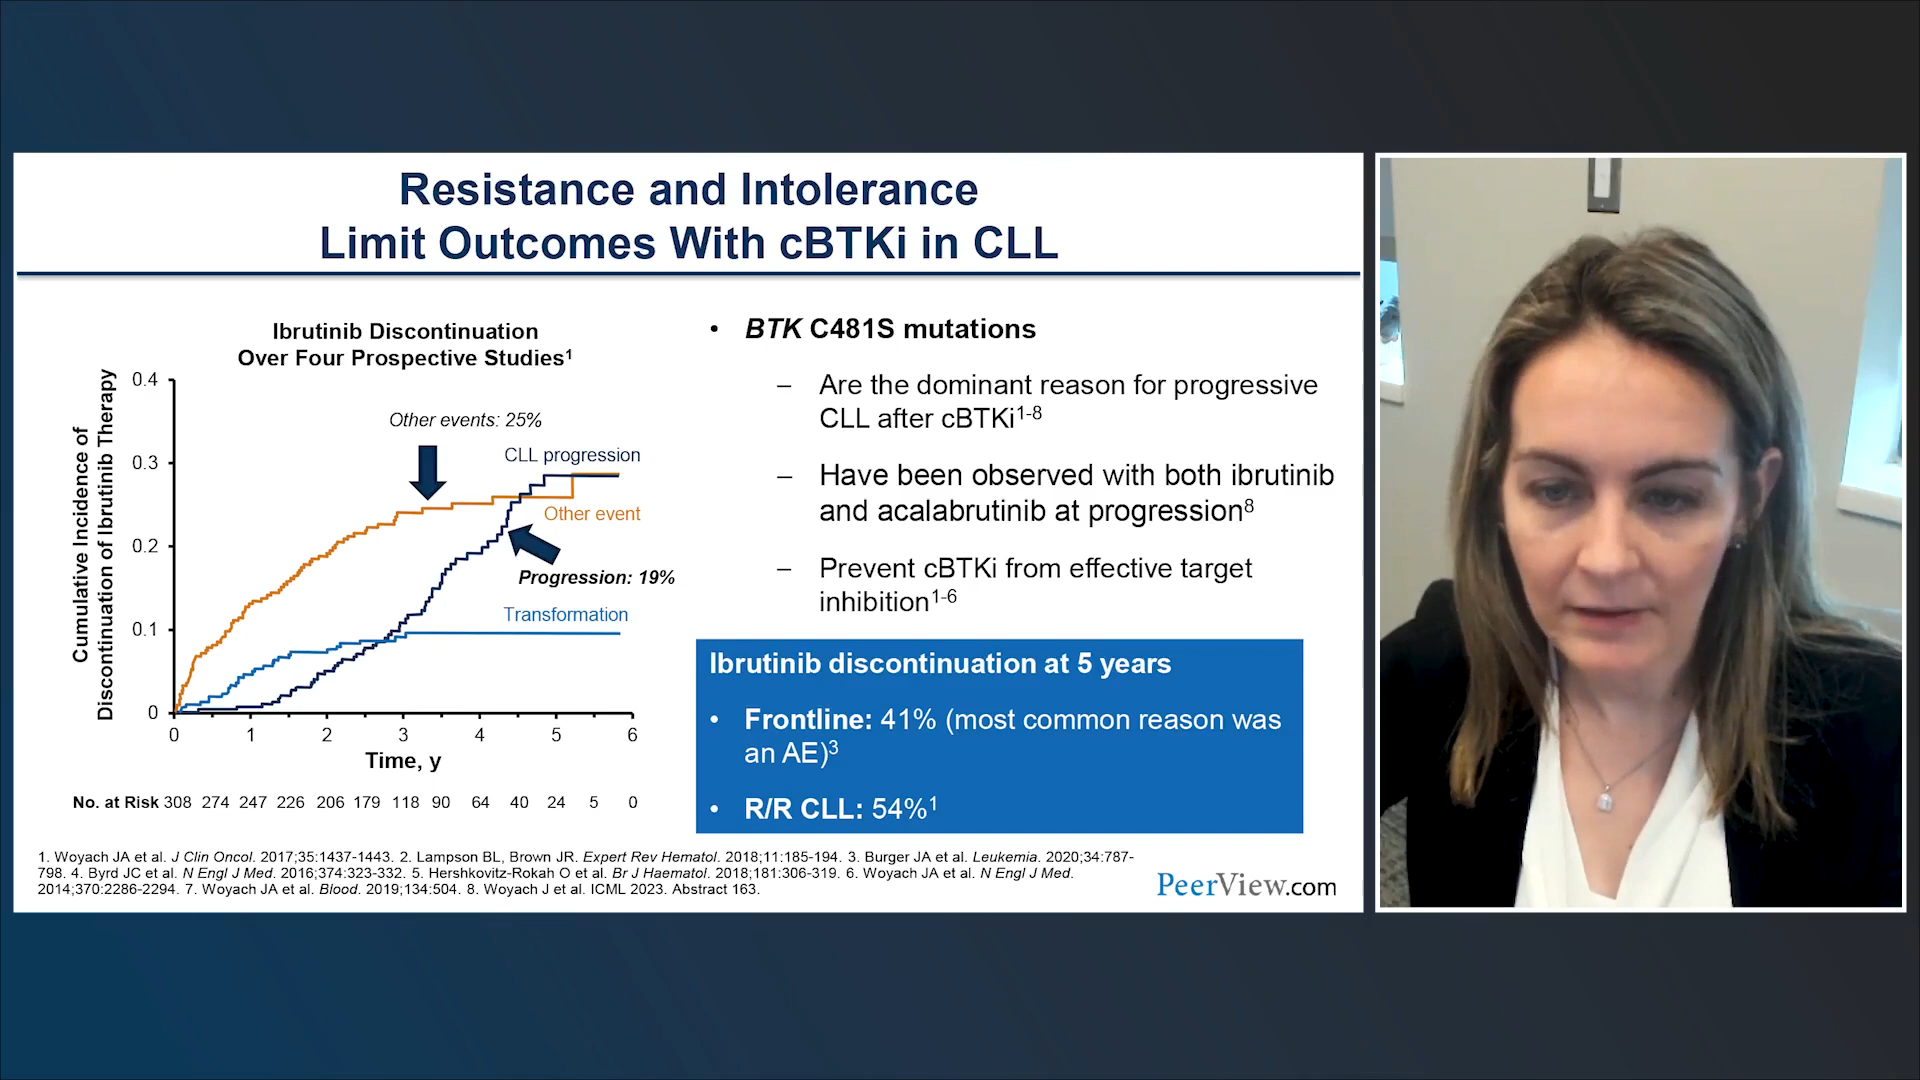 Resistance and Intolerance
Limit Outcomes With cBTKi in CLL
Ibrutinib Discontinuation
Over Four Prospective Studies¹
Cumulative Incidence of
Discontinuation of Ibrutinib Therapy
0.4
0.3
0.2
0.1
0
Other events: 25%
CLL progression
Other event
Progression: 19%
Transformation
0 1 2 3 4 5 6
Time, y
No. at Risk 308 274 247 226 206 179 118 90 64 40 24 5 0
• BTK C481S mutations
– Are the dominant reason for progressive
CLL after cBTKi¹⁻⁸
– Have been observed with both ibrutinib
and acalabrutinib at progression⁸
– Prevent cBTKi from effective target
inhibition¹⁻⁶
Ibrutinib discontinuation at 5 years
• Frontline: 41% (most common reason was
an AE)³
• R/R CLL: 54%¹
1. Woyach JA et al. J Clin Oncol. 2017;35:1437-1443. 2. Lampson BL, Brown JR. Expert Rev Hematol. 2018;11:185-194. 3. Burger JA et al. Leukemia. 2020;34:787-
798. 4. Byrd JC et al. N Engl J Med. 2016;374:323-332. 5. Hershkovitz-Rokah O et al. Br J Haematol. 2018;181:306-319. 6. Woyach JA et al. N Engl J Med.
2014;370:2286-2294. 7. Woyach JA et al. Blood. 2019;134:504. 8. Woyach J et al. ICML 2023. Abstract 163.
PeerView.com